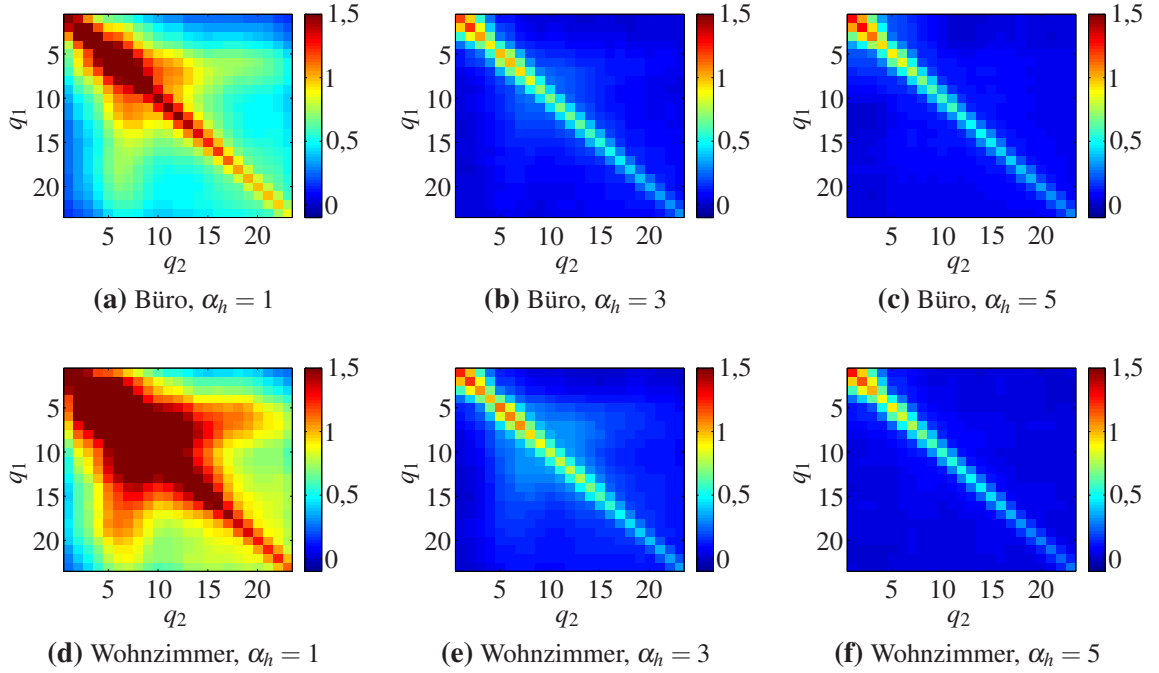 1,5
5
1
q1
10
0,5
15
20
0
5 10 15 20
q2
(a) Büro, αh = 1
1,5
5
1
q1
10
0,5
15
20
0
5 10 15 20
q2
(b) Büro, αh = 3
1,5
5
1
q1
10
0,5
15
20
0
5 10 15 20
q2
(c) Büro, αh = 5
1,5
5
1
q1
10
0,5
15
20
0
5 10 15 20
q2
(d) Wohnzimmer, αh = 1
1,5
5
1
q1
10
0,5
15
20
0
5 10 15 20
q2
(e) Wohnzimmer, αh = 3
1,5
5
1
q1
10
0,5
15
20
0
5 10 15 20
q2
(f) Wohnzimmer, αh = 5